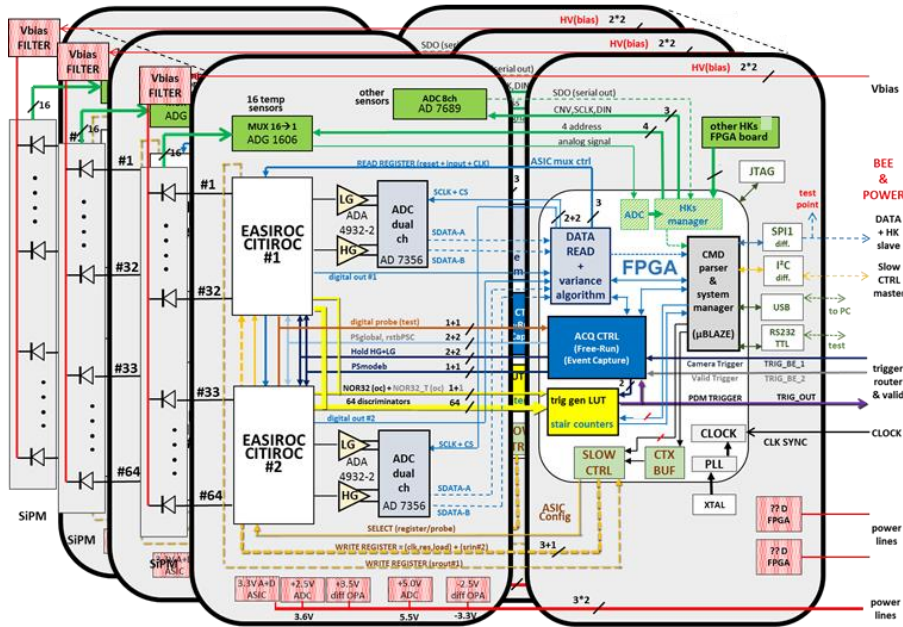 Vbias
FILTER
Vbias
FILTER
Vbias
FILTER
HV(bias) 2*2
HV(bias) 2*2
HV(bias) 2*2
Vbias
SDO (seri
(serial out)
SDO (serial out)
CNV,SCLK,DIN
3
4 address
4
analog signal
16 temp
sensors
other
sensors
ADC 8ch
AD 7689
MUX 16→1
ADG 1606
ADG
other HKs
FPGA board
16
16
16
READ REGISTER (reset + input + CLK)
ASIC mux ctrl
JTAG
BEE
&
POWER
test
point
#1
#1
EASIROC
CITIROC
#1
LG
ADA
4932-2
HG
ADC
dual
ch
AD 7356
SCLK + CS
SDATA-A
SDATA-B
3
2+2
3
ADC
HKs
manager
DATA
READ
+
variance
algorithm
FPGA
CMD
parser
&
system
manager
(µBLAZE)
SPI1
diff.
DATA
+ HK
slave
I²C
diff.
Slow
CTRL
master
USB
to PC
RS232
TTL
test
#32
#32
digital out #1
digital probe (test) 1+1
PSglobal, rstbPSC 2+2
Hold HG+LG 2+2
PSmodeb 1+1
ACQ CTRL
(Free-Run)
(Event Capture)
Camera Trigger TRIG_BE_1
Valid Trigger TRIG_BE_2
PDM TRIGGER TRIG_OUT
trigger
router
& valid
2
#33
#33
NOR32 (oc) + NOR32_T (oc) 1+1
64 discriminators 64
digital out #2
trig gen LUT
stair counters
EASIROC
CITIROC
#2
LG
ADA
4932-2
HG
ADC
dual
ch
AD 7356
SCLK + CS
SDATA-A
SDATA-B
CLOCK
CLK SYNC
CLOCK
PLL
XTAL
SLOW
CTRL
CTX
BUF
#64
#64
SiPM
SiPM
SiPM
ASIC
Config
SELECT (register/probe)
WRITE REGISTER = (clk,res,load) + (srin#2)
3+1
WRITE REGISTER (srout#1)
?? D
FPGA
power
lines
?? D
FPGA
3.3V A+D
ASIC
+2.5V
ADC
+3.5V
diff OPA
+5.0V
ADC
-2.5V
diff OPA
3.6V
5.5V
-3.3V
3*2
power
lines